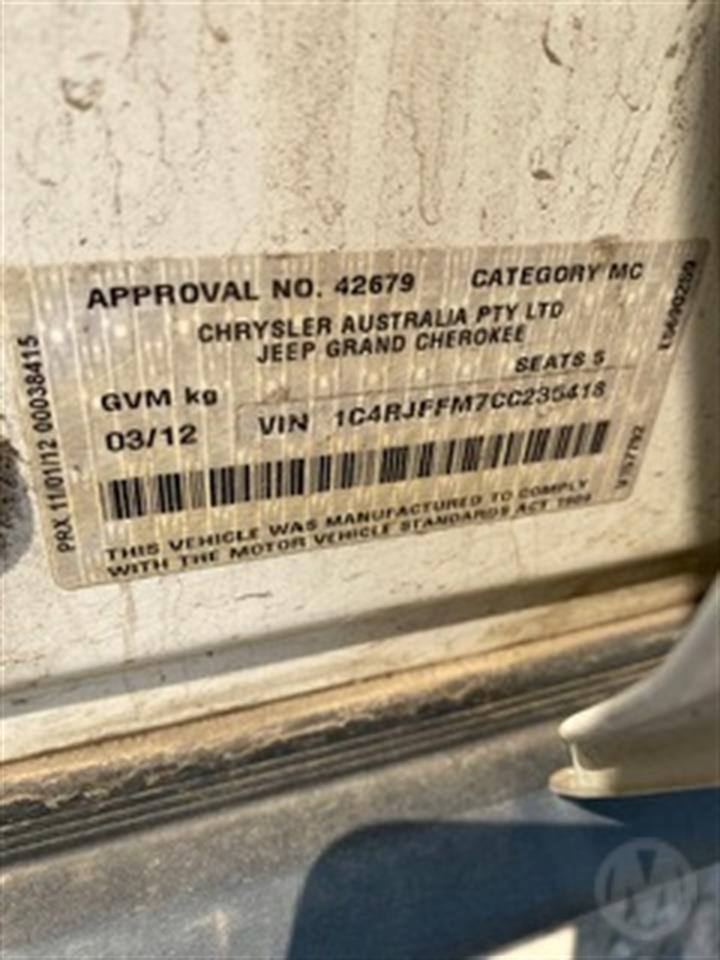 APPROVAL NO. 42679 CATEGORY MC
CHRYSLER AUSTRALIA PTY LTD
JEEP GRAND CHEROKEE
SEATS 5
GVM kg
03/12
VIN 1C4RJFFM7CC235418
THIS VEHICLE WAS MANUFACTURED TO COMPLY
WITH THE MOTOR VEHICLE STANDARDS ACT 1989
PRX 11/01/12 00038415
M